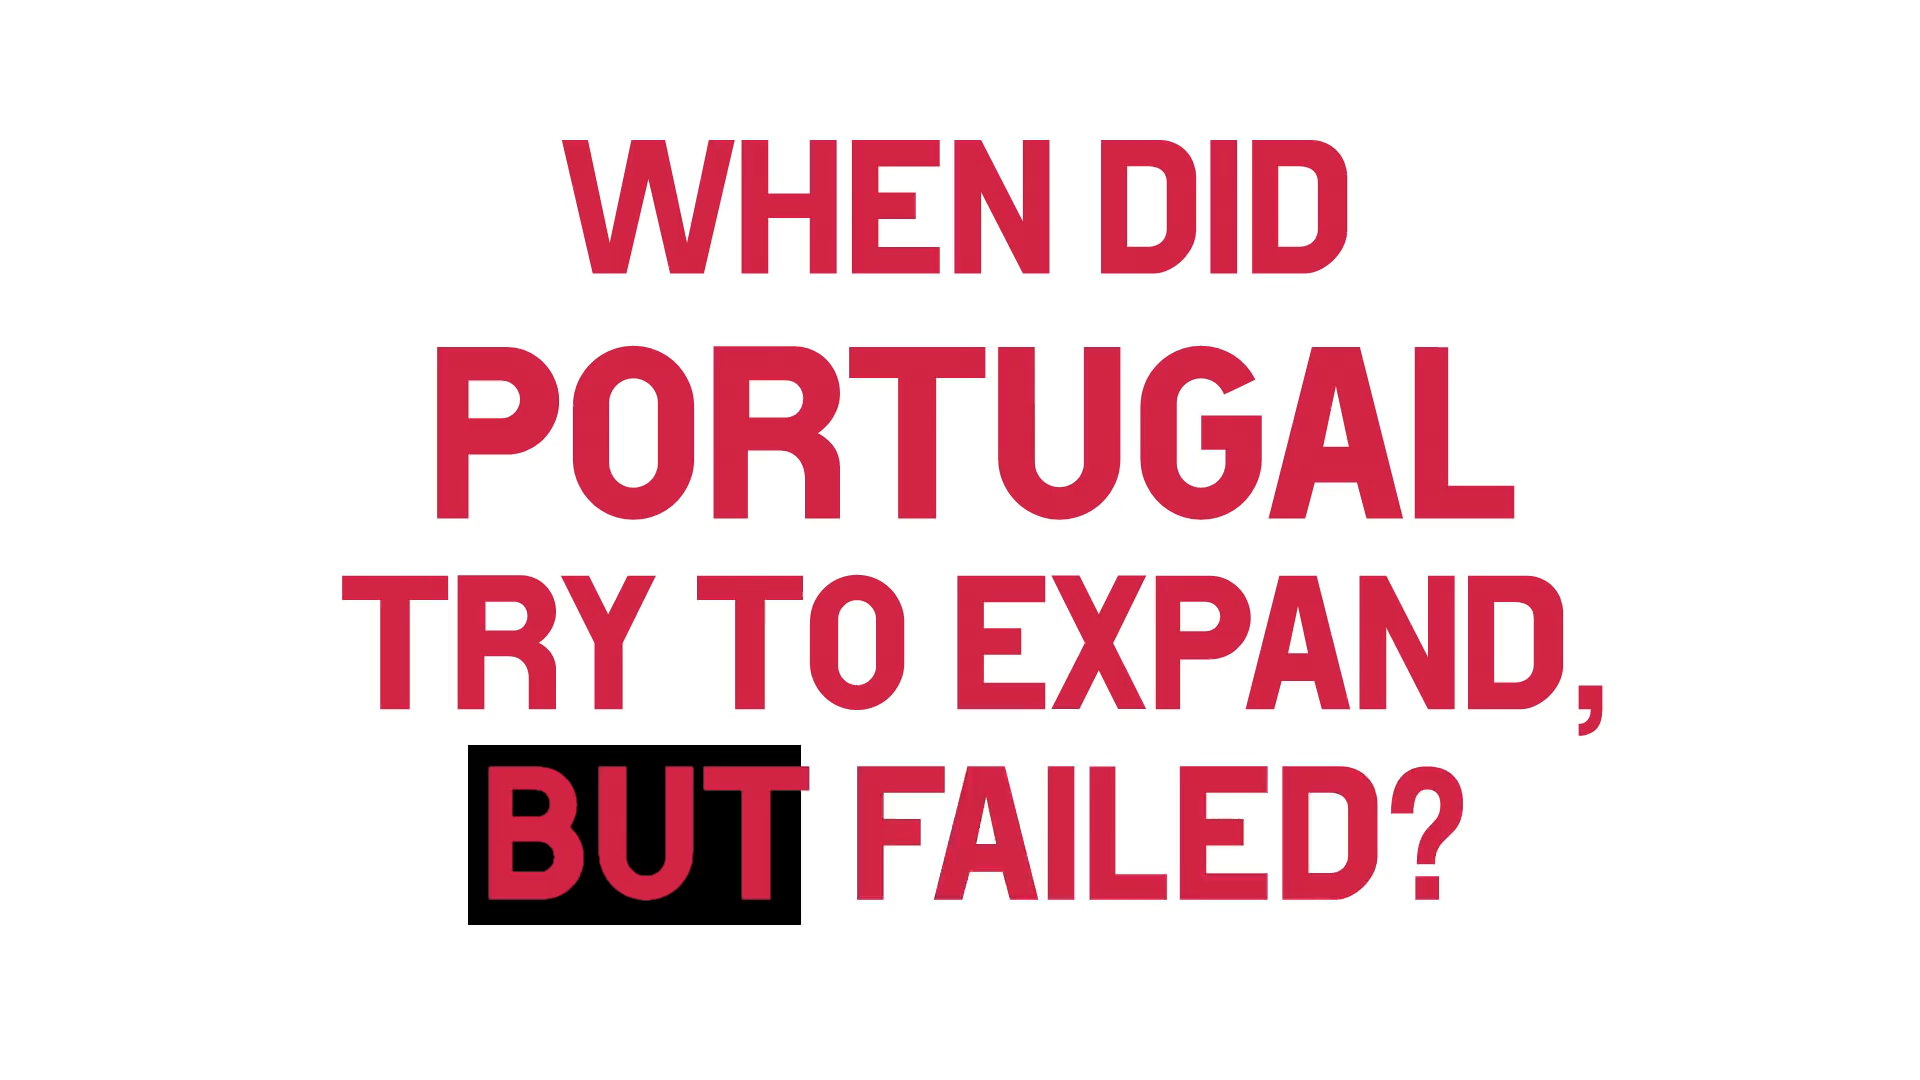 WHEN DID
PORTUGAL
TRY TO EXPAND,
BUT FAILED?